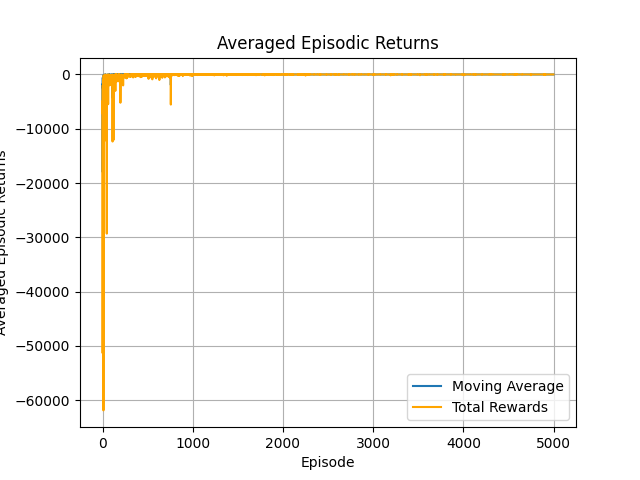 Averaged Episodic Returns
Averaged Episodic Returns
0
−10000
−20000
−30000
−40000
−50000
−60000
0 1000 2000 3000 4000 5000
Episode
Moving Average
Total Rewards